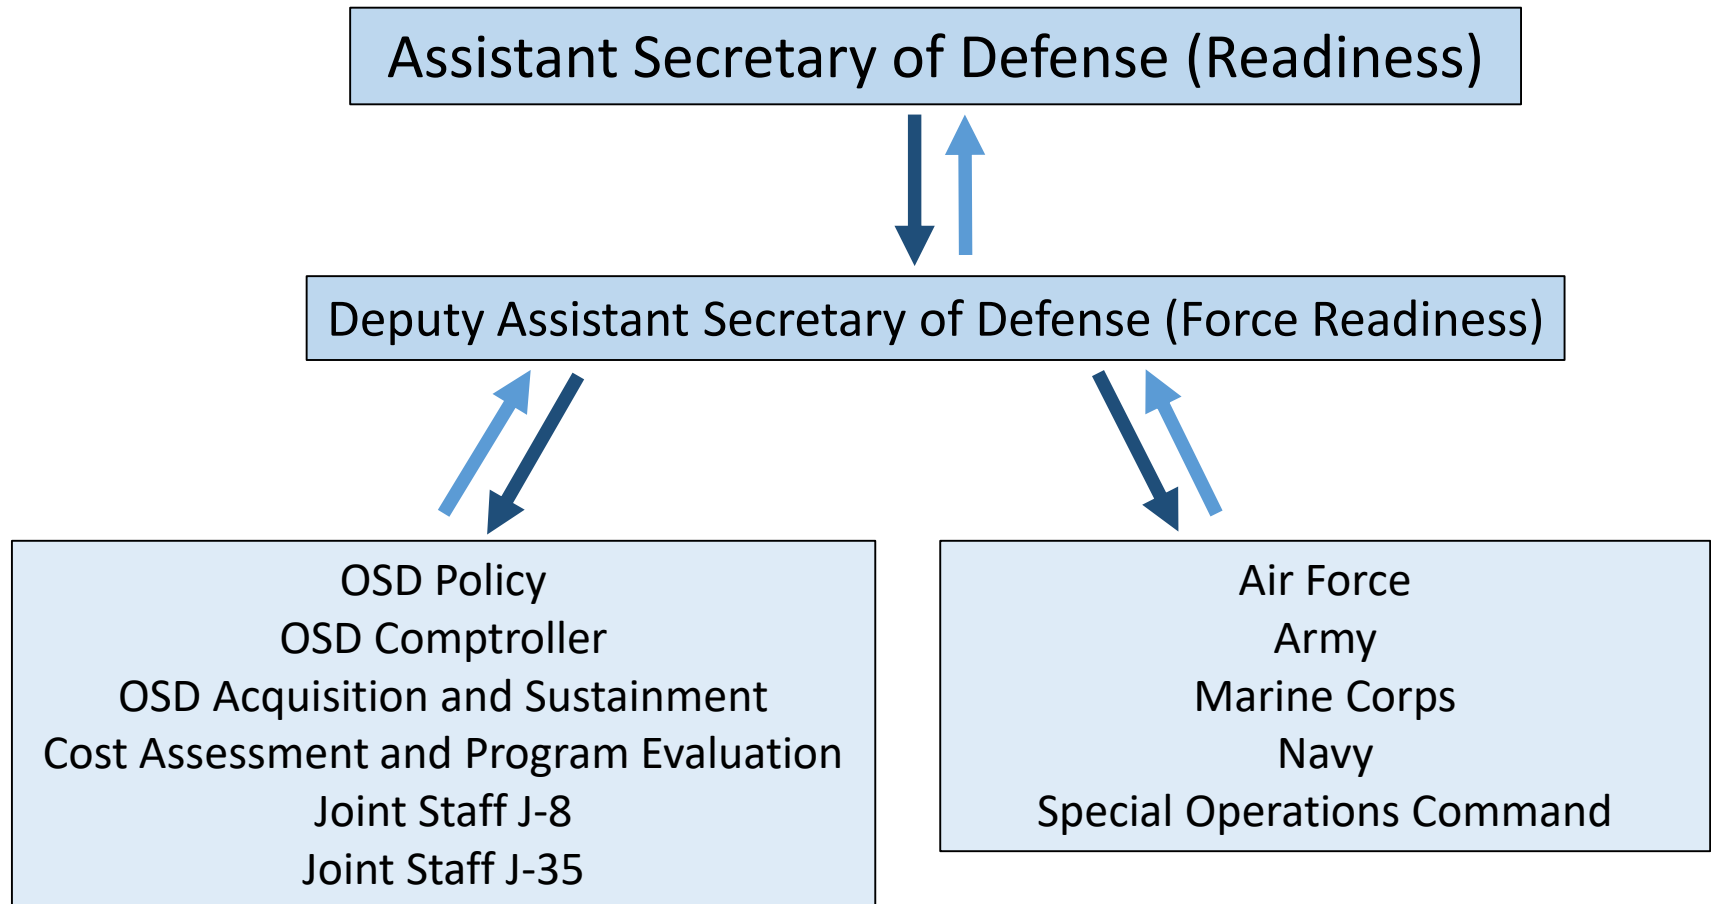 Assistant Secretary of Defense (Readiness)
Deputy Assistant Secretary of Defense (Force Readiness)
OSD Policy
OSD Comptroller
OSD Acquisition and Sustainment
Cost Assessment and Program Evaluation
Joint Staff J-8
Joint Staff J-35
Air Force
Army
Marine Corps
Navy
Special Operations Command